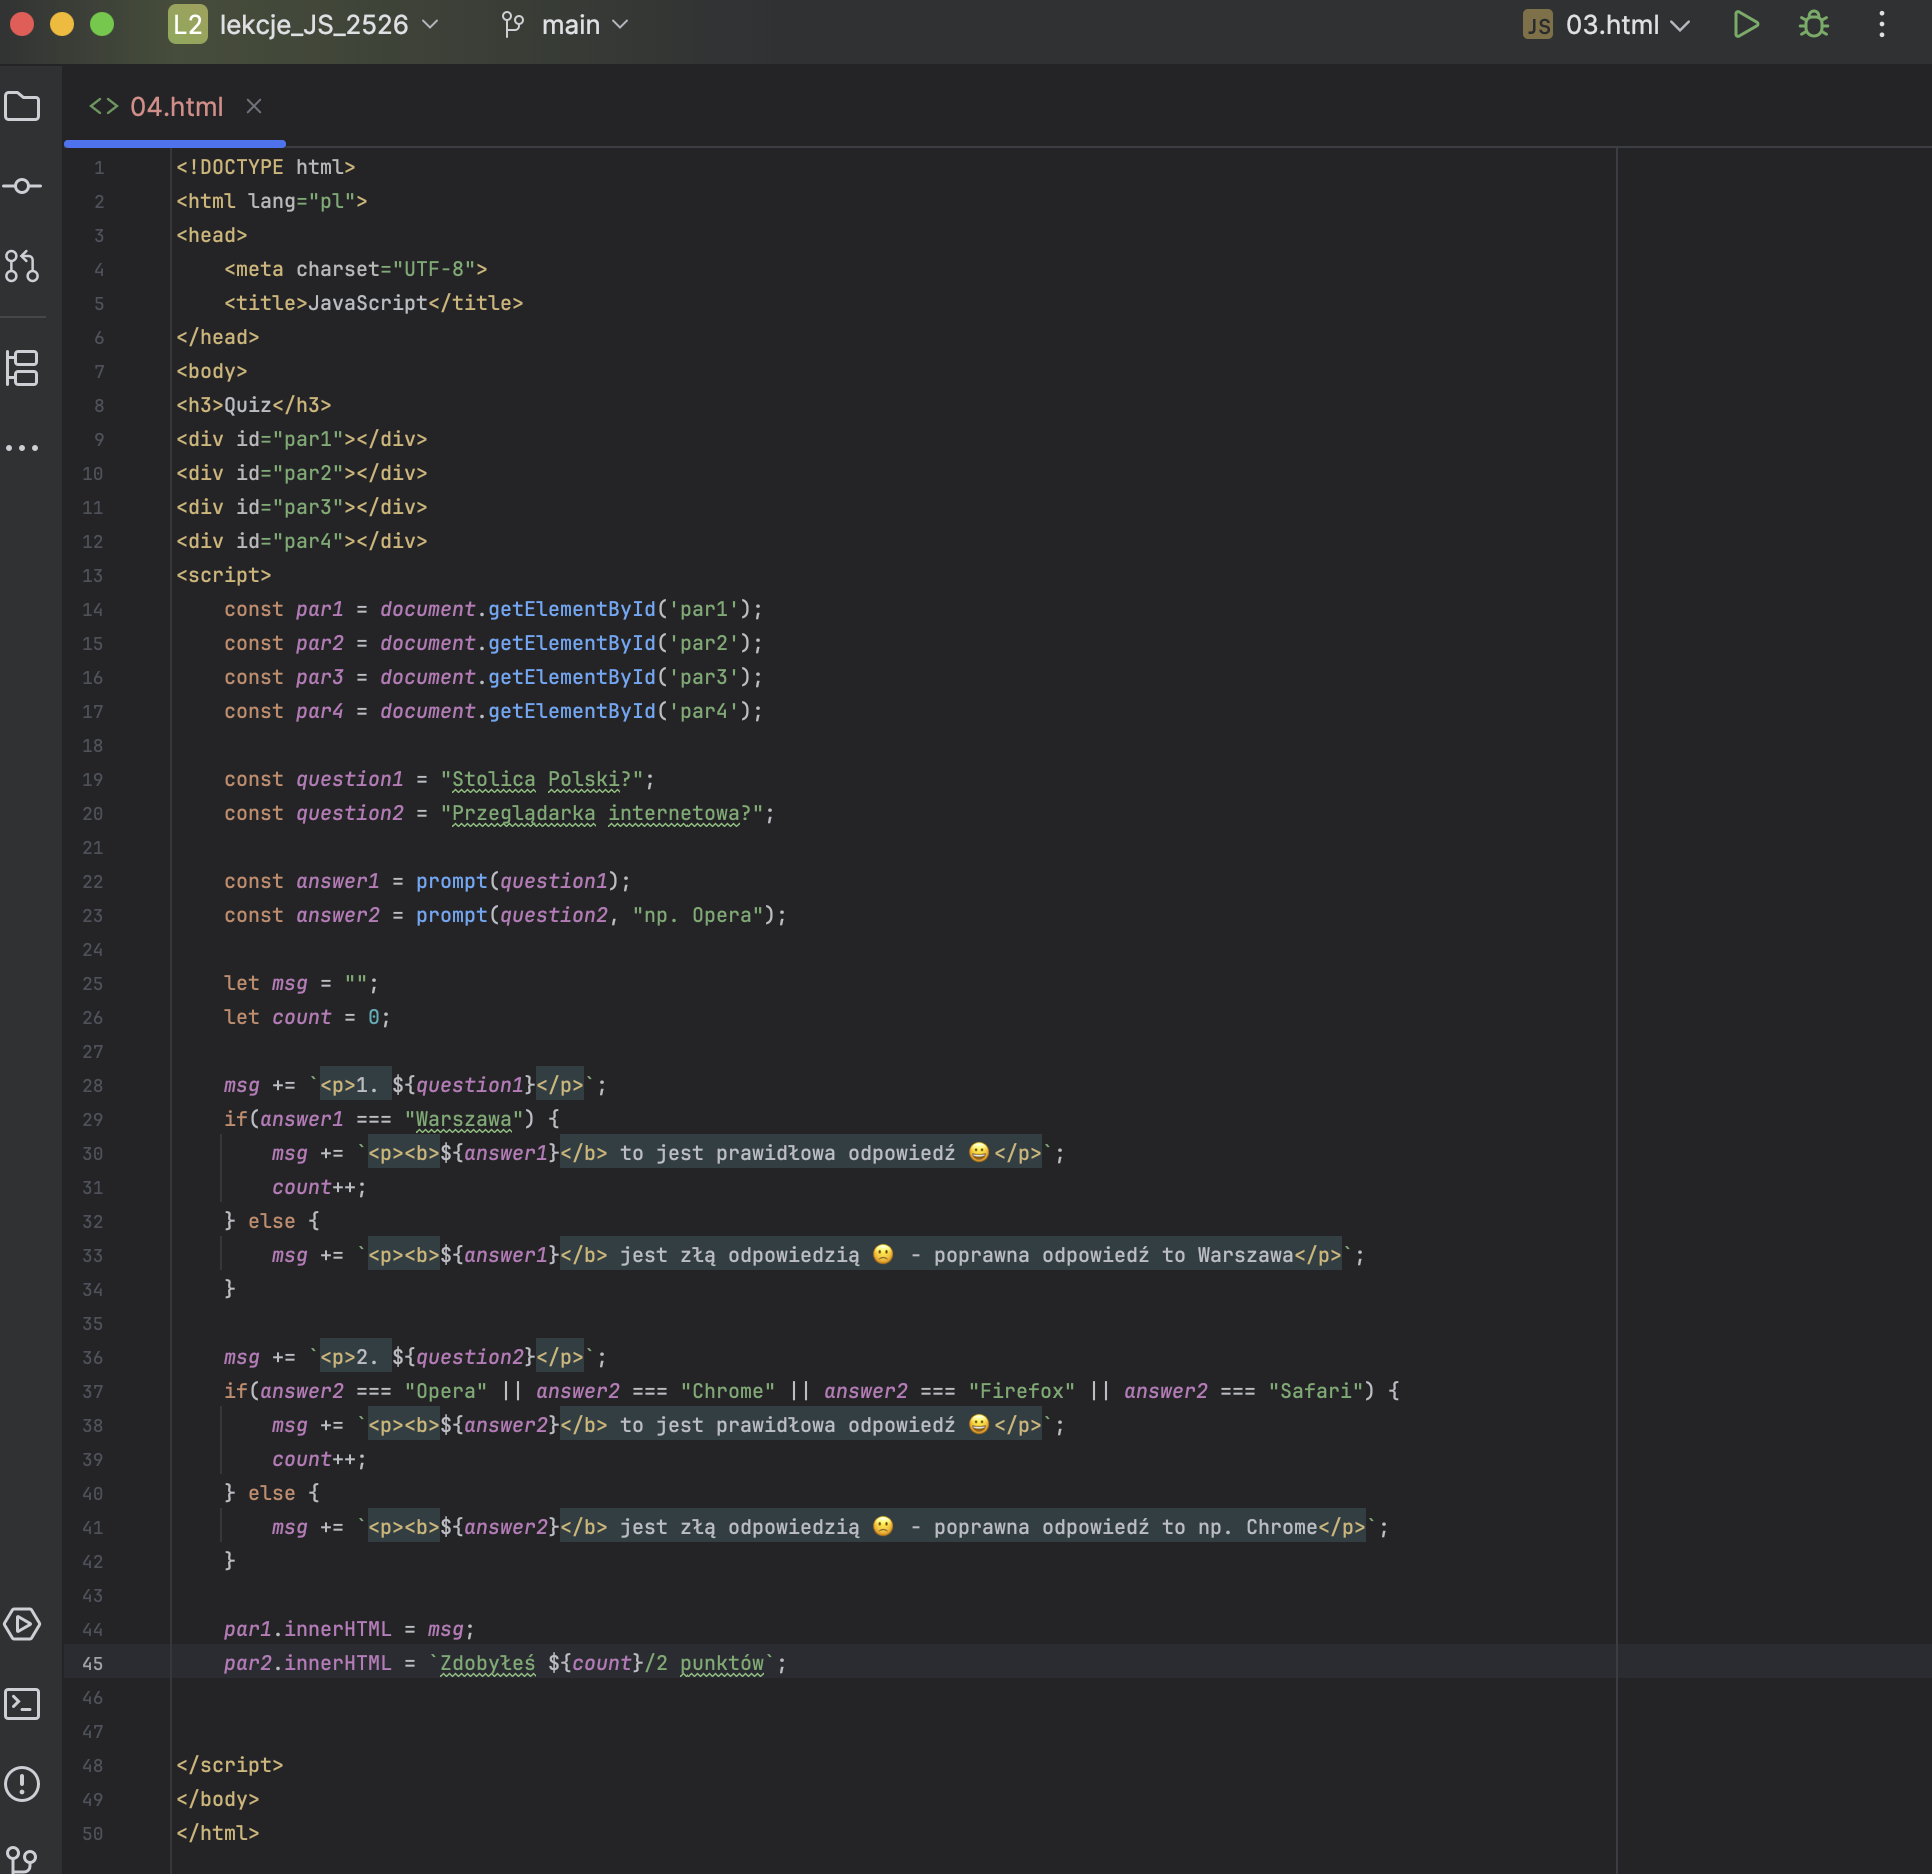 L2 lekcje_JS_2526 main JS 03.html
<> 04.html ×
1 <!DOCTYPE html>
2 <html lang="pl">
3 <head>
4     <meta charset="UTF-8">
5     <title>JavaScript</title>
6 </head>
7 <body>
8 <h3>Quiz</h3>
9 <div id="par1"></div>
10 <div id="par2"></div>
11 <div id="par3"></div>
12 <div id="par4"></div>
13 <script>
14     const par1 = document.getElementById('par1');
15     const par2 = document.getElementById('par2');
16     const par3 = document.getElementById('par3');
17     const par4 = document.getElementById('par4');
18
19     const question1 = "Stolica Polski?";
20     const question2 = "Przeglądarka internetowa?";
21
22     const answer1 = prompt(question1);
23     const answer2 = prompt(question2, "np. Opera");
24
25     let msg = "";
26     let count = 0;
27
28     msg += `<p>1. ${question1}</p>`;
29     if(answer1 === "Warszawa") {
30         msg += `<p><b>${answer1}</b> to jest prawidłowa odpowiedź 😀</p>`;
31         count++;
32     } else {
33         msg += `<p><b>${answer1}</b> jest złą odpowiedzią 🙁 - poprawna odpowiedź to Warszawa</p>`;
34     }
35
36     msg += `<p>2. ${question2}</p>`;
37     if(answer2 === "Opera" || answer2 === "Chrome" || answer2 === "Firefox" || answer2 === "Safari") {
38         msg += `<p><b>${answer2}</b> to jest prawidłowa odpowiedź 😀</p>`;
39         count++;
40     } else {
41         msg += `<p><b>${answer2}</b> jest złą odpowiedzią 🙁 - poprawna odpowiedź to np. Chrome</p>`;
42     }
43
44     par1.innerHTML = msg;
45     par2.innerHTML = `Zdobyłeś ${count}/2 punktów`;
46
47
48 </script>
49 </body>
50 </html>